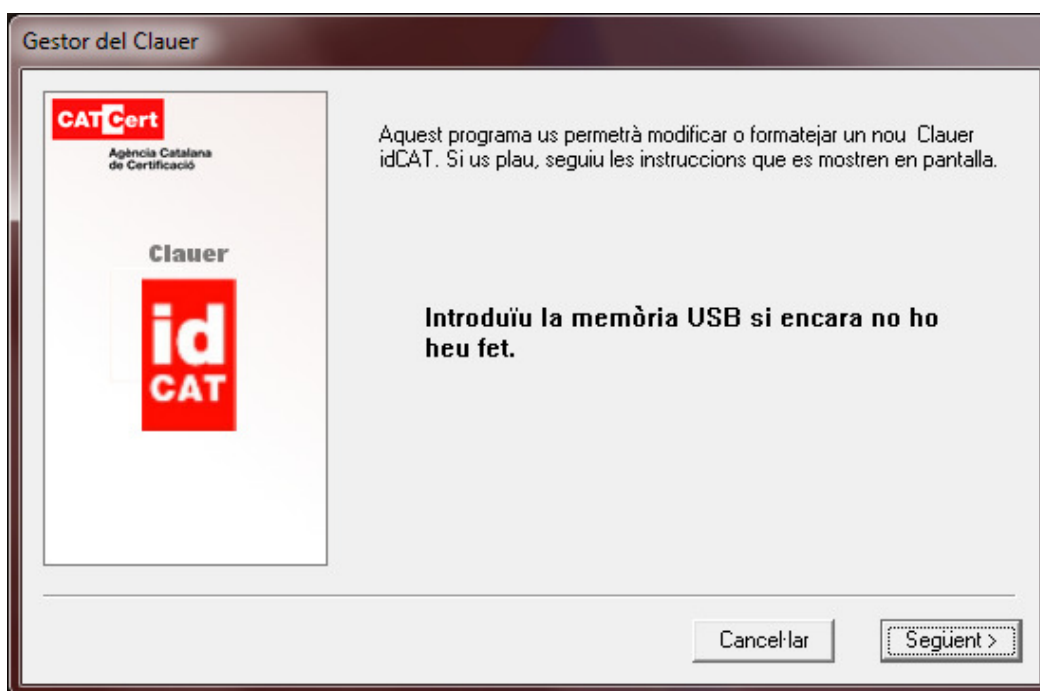 Gestor del Clauer
CATCert
Agència Catalana
de Certificació
Clauer
id
CAT
Aquest programa us permetrà modificar o formatejar un nou Clauer
idCAT. Si us plau, seguiu les instruccions que es mostren en pantalla.
Introduïu la memòria USB si encara no ho
heu fet.
Cancel·lar
Següent >